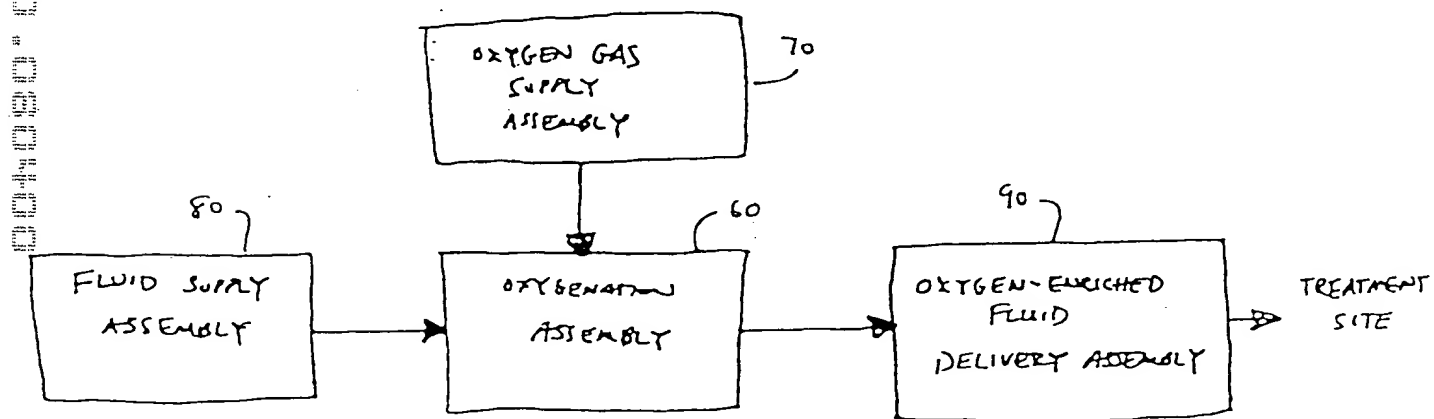 OXYGEN GAS
SUPPLY
ASSEMBLY
70
80
60
90
FLUID SUPPLY
ASSEMBLY
OXYGENATION
ASSEMBLY
OXYGEN-ENRICHED
FLUID
DELIVERY ASSEMBLY
TREATMENT
SITE